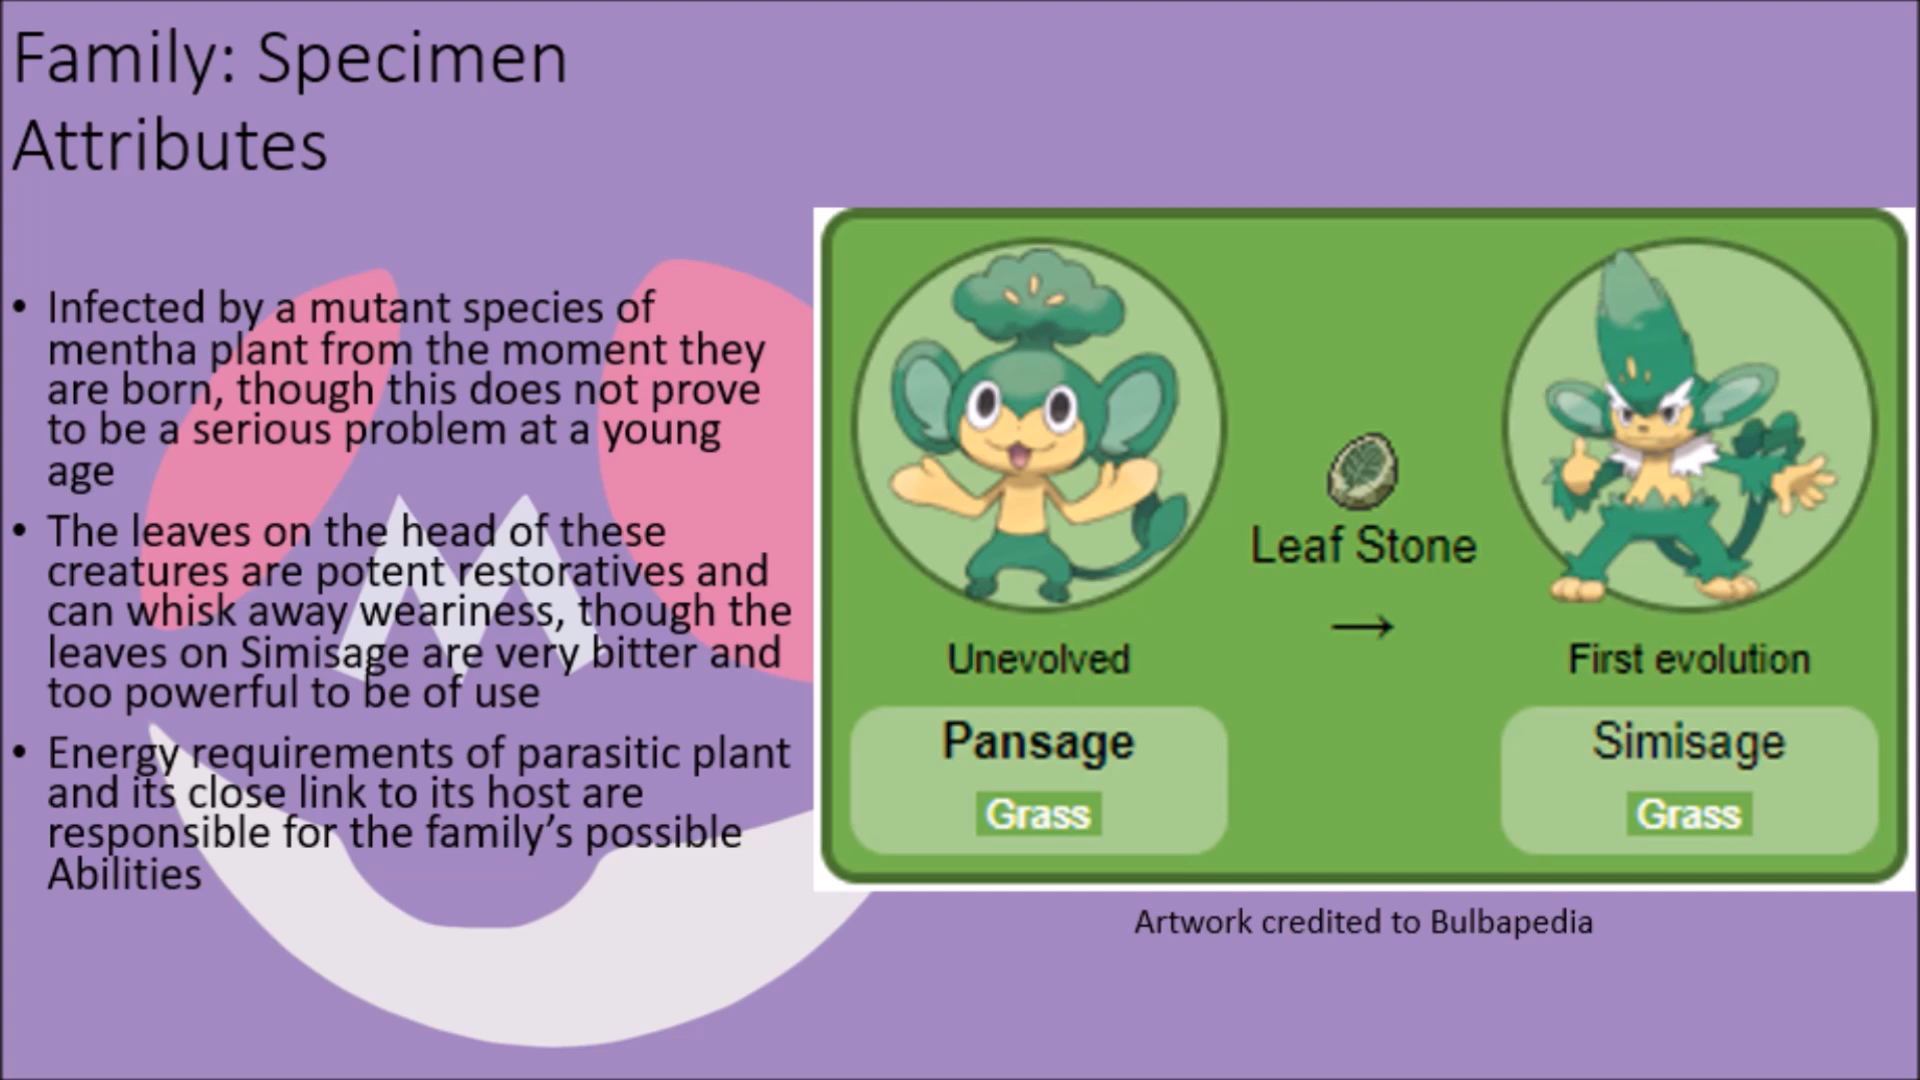 Family: Specimen
Attributes
• Infected by a mutant species of
mentha plant from the moment they
are born, though this does not prove
to be a serious problem at a young
age
• The leaves on the head of these
creatures are potent restoratives and
can whisk away weariness, though the
leaves on Simisage are very bitter and
too powerful to be of use
• Energy requirements of parasitic plant
and its close link to its host are
responsible for the family’s possible
Abilities
M
Leaf Stone
→
Unevolved
First evolution
Pansage
Simisage
Grass
Grass
Artwork credited to Bulbapedia